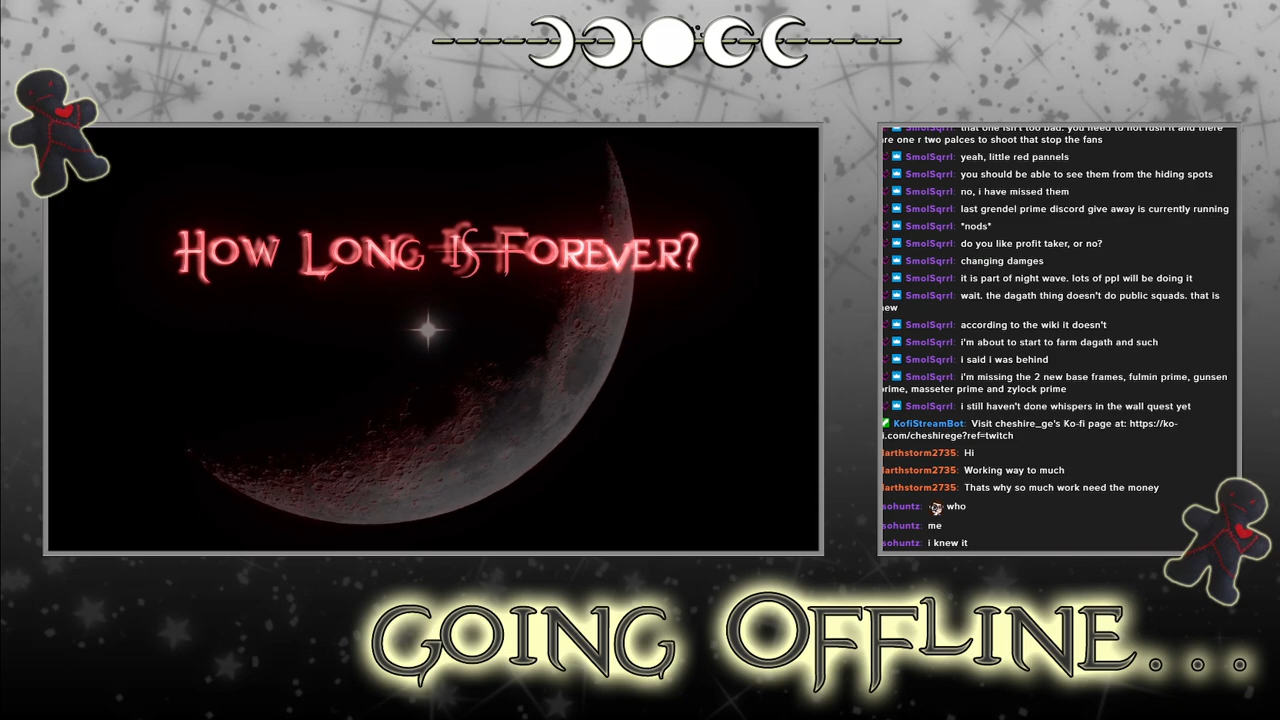 How Long Is Forever?
SmolSqrrl: that one isn't too bad. you need to not rush it and there
re one r two palces to shoot that stop the fans
SmolSqrrl: yeah, little red pannels
SmolSqrrl: you should be able to see them from the hiding spots
SmolSqrrl: no, i have missed them
SmolSqrrl: last grendel prime discord give away is currently running
SmolSqrrl: *nods*
SmolSqrrl: do you like profit taker, or no?
SmolSqrrl: changing damges
SmolSqrrl: it is part of night wave. lots of ppl will be doing it
SmolSqrrl: wait. the dagath thing doesn't do public squads. that is
new
SmolSqrrl: according to the wiki it doesn't
SmolSqrrl: i'm about to start to farm dagath and such
SmolSqrrl: i said i was behind
SmolSqrrl: i'm missing the 2 new base frames, fulmin prime, gunsen
prime, masseter prime and zylock prime
SmolSqrrl: i still haven't done whispers in the wall quest yet
KofiStreamBot: Visit cheshire_ge's Ko-fi page at: https://ko-
i.com/cheshirege?ref=twitch
darthstorm2735: Hi
darthstorm2735: Working way to much
darthstorm2735: Thats why so much work need the money
sohuntz: who
sohuntz: me
sohuntz: i knew it
Going Offline...